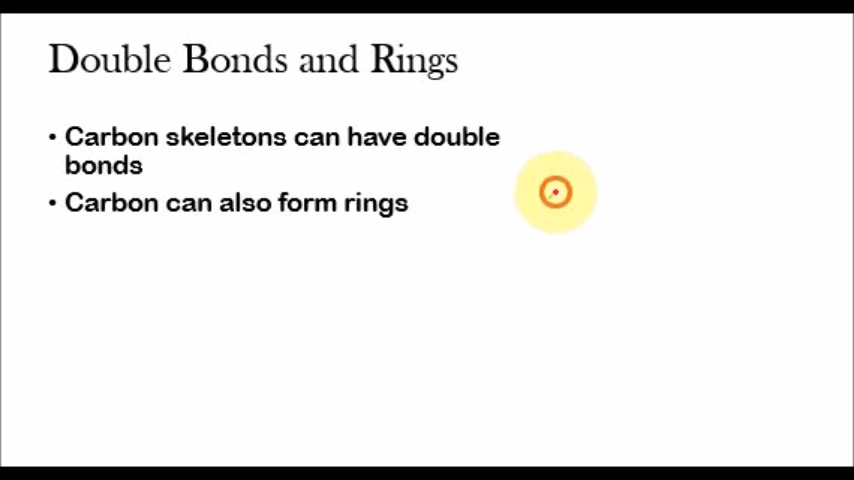 Double Bonds and Rings
• Carbon skeletons can have double
bonds
• Carbon can also form rings